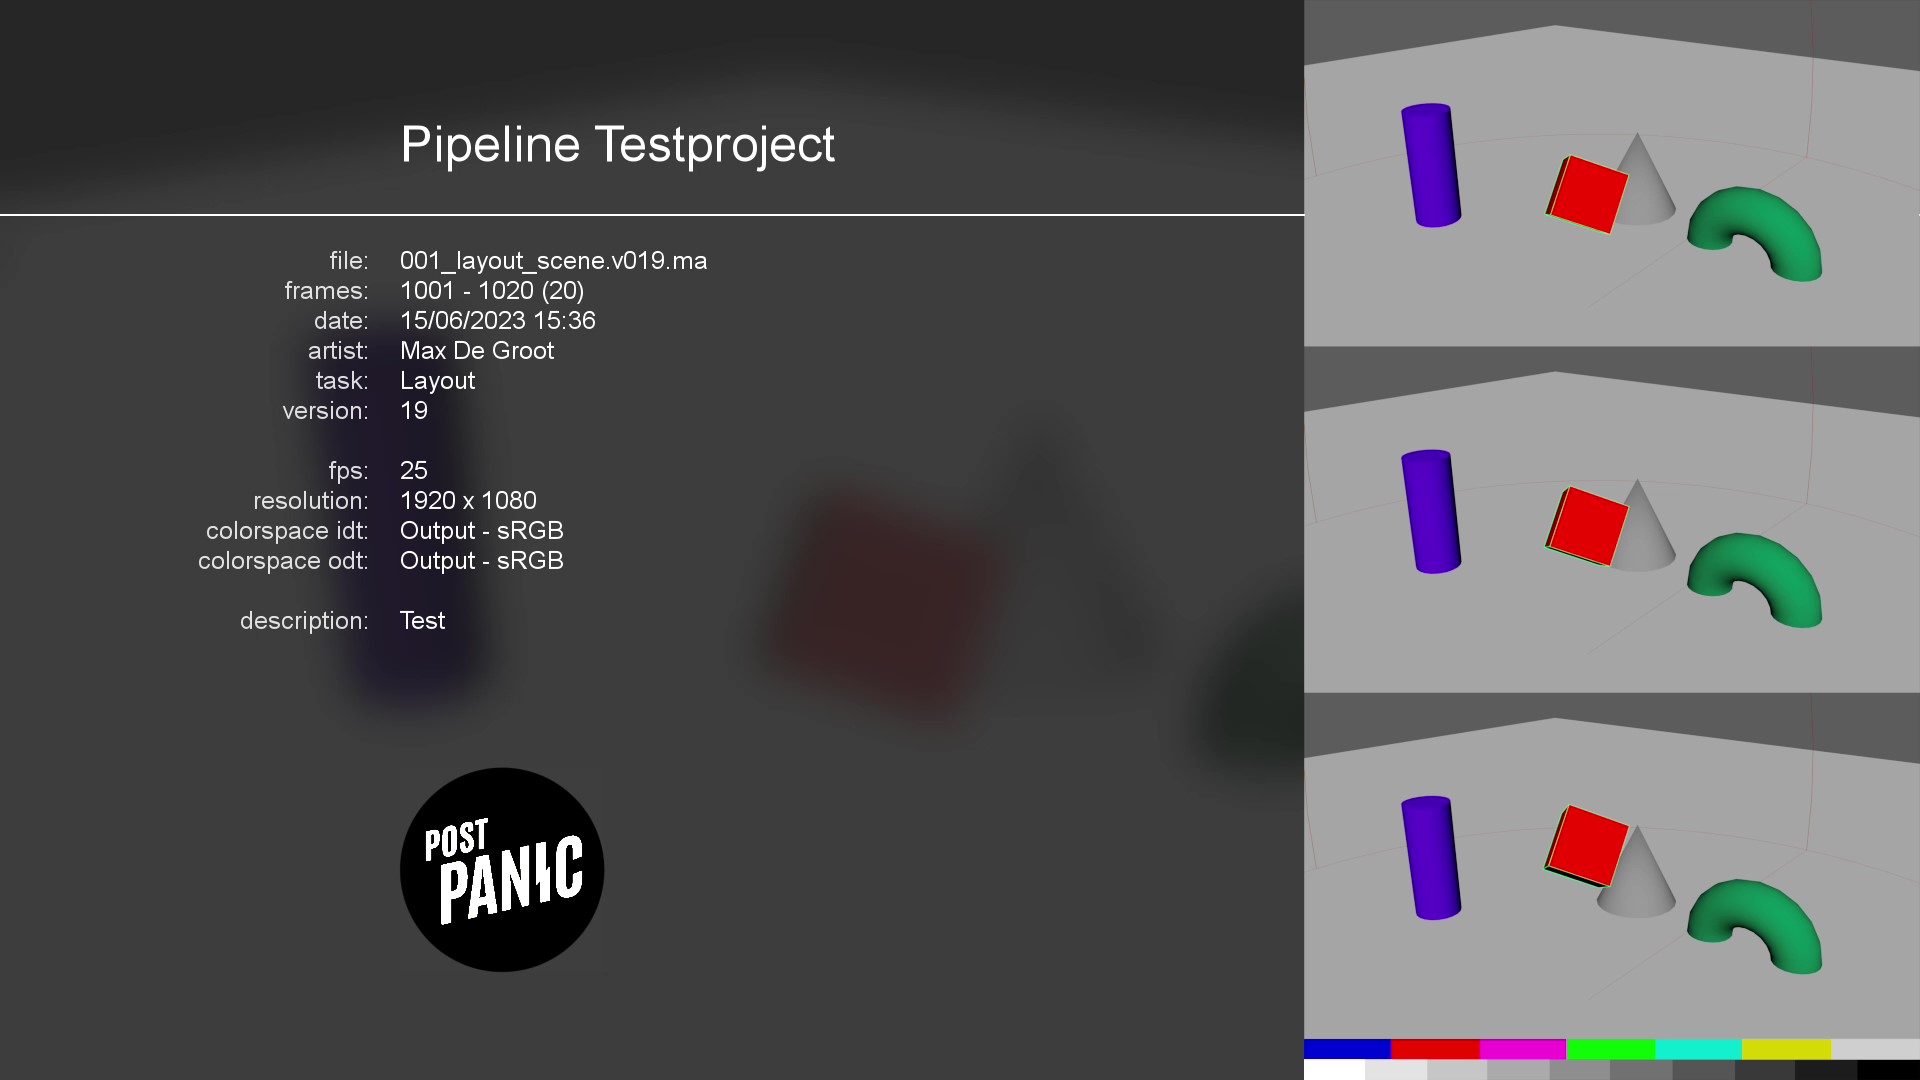 Pipeline Testproject
file: 001_layout_scene.v019.ma
frames: 1001 - 1020 (20)
date: 15/06/2023 15:36
artist: Max De Groot
task: Layout
version: 19
fps: 25
resolution: 1920 x 1080
colorspace idt: Output - sRGB
colorspace odt: Output - sRGB
description: Test
POST
PANIC